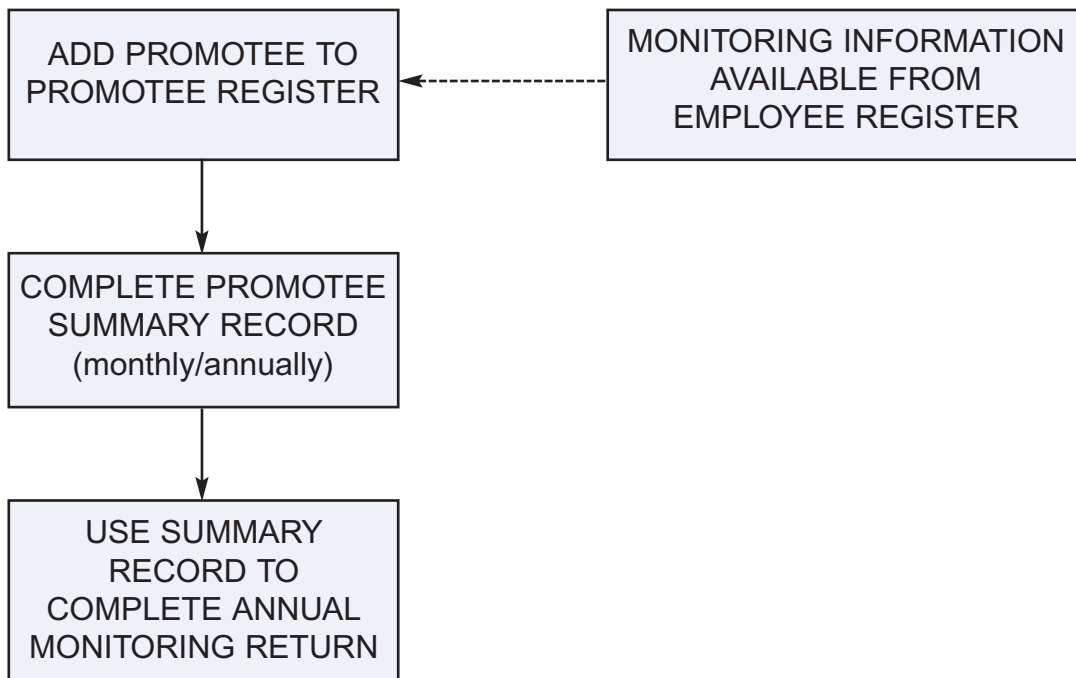 ADD PROMOTEE TO
PROMOTEE REGISTER
MONITORING INFORMATION
AVAILABLE FROM
EMPLOYEE REGISTER
COMPLETE PROMOTEE
SUMMARY RECORD
(monthly/annually)
USE SUMMARY
RECORD TO
COMPLETE ANNUAL
MONITORING RETURN